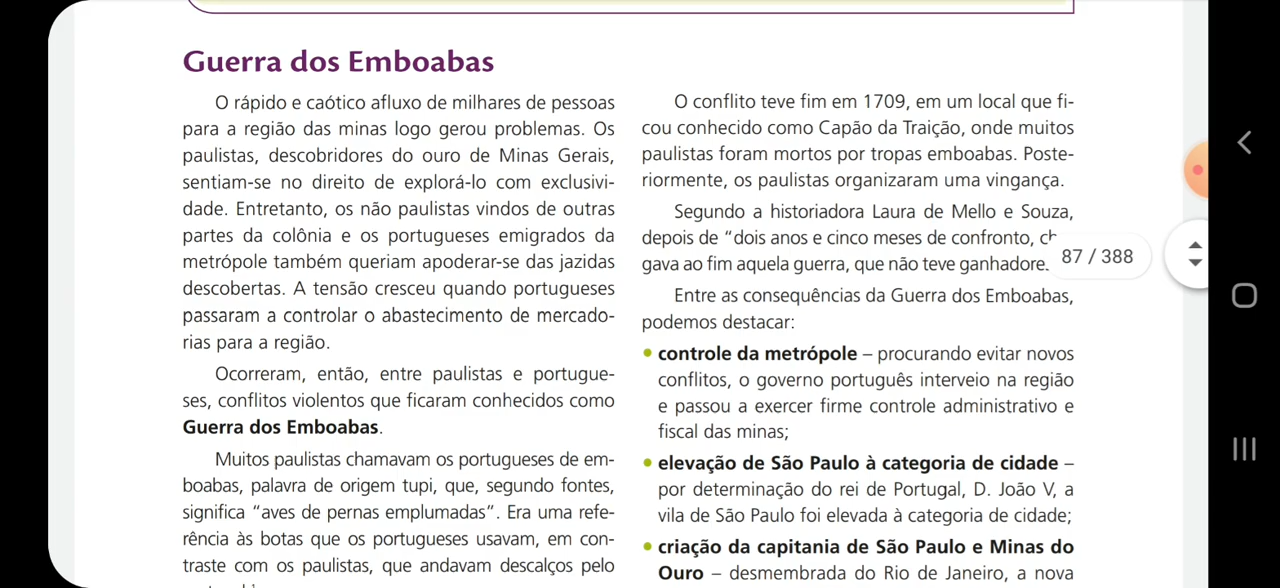 Guerra dos Emboabas
O rápido e caótico afluxo de milhares de pessoas
para a região das minas logo gerou problemas. Os
paulistas, descobridores do ouro de Minas Gerais,
sentiam-se no direito de explorá-lo com exclusivi-
dade. Entretanto, os não paulistas vindos de outras
partes da colônia e os portugueses emigrados da
metrópole também queriam apoderar-se das jazidas
descobertas. A tensão cresceu quando portugueses
passaram a controlar o abastecimento de mercado-
rias para a região.
Ocorreram, então, entre paulistas e portugue-
ses, conflitos violentos que ficaram conhecidos como
Guerra dos Emboabas.
Muitos paulistas chamavam os portugueses de em-
boabas, palavra de origem tupi, que, segundo fontes,
significa “aves de pernas emplumadas”. Era uma refe-
rência às botas que os portugueses usavam, em con-
traste com os paulistas, que andavam descalços pelo
O conflito teve fim em 1709, em um local que fi-
cou conhecido como Capão da Traição, onde muitos
paulistas foram mortos por tropas emboabas. Poste-
riormente, os paulistas organizaram uma vingança.
Segundo a historiadora Laura de Mello e Souza,
depois de “dois anos e cinco meses de confronto,
gava ao fim aquela guerra, que não teve
Entre as consequências da Guerra dos Emboabas,
podemos destacar:
• controle da metrópole – procurando evitar novos
conflitos, o governo português interveio na região
e passou a exercer firme controle administrativo e
fiscal das minas;
• elevação de São Paulo à categoria de cidade –
por determinação do rei de Portugal, D. João V, a
vila de São Paulo foi elevada à categoria de cidade;
• criação da capitania de São Paulo e Minas do
Ouro – desmembrada do Rio de Janeiro, a nova
87 / 388